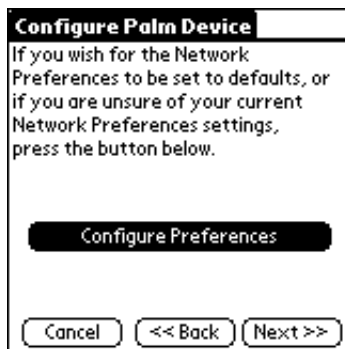 Configure Palm Device
If you wish for the Network
Preferences to be set to defaults, or
if you are unsure of your current
Network Preferences settings,
press the button below.
Configure Preferences
Cancel << Back Next >>